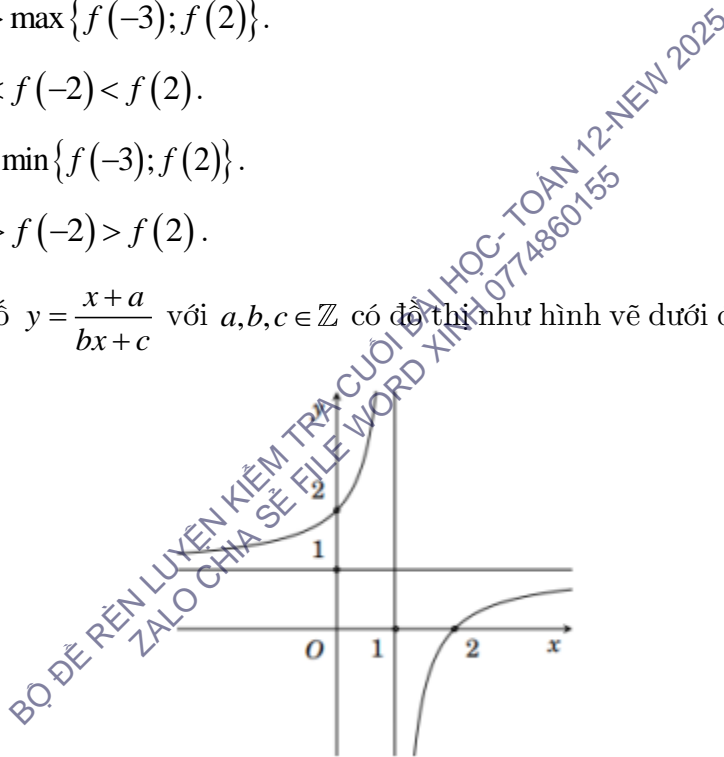 max{f(−3); f(2)}.
f(−2) < f(2).
min{f(−3); f(2)}.
> f(−2) > f(2).
y = \frac{x+a}{bx+c} với a,b,c ∈ ℤ có đồ thị như hình vẽ dưới
BỘ ĐỀ RÈN LUYỆN KIỂM TRA CUỐI BÀI HỌC- TOÁN 12-NEW 2025
ZALO CHIA SẺ FILE WORD XINH 0774860155
y
2
1
O 1 2 x